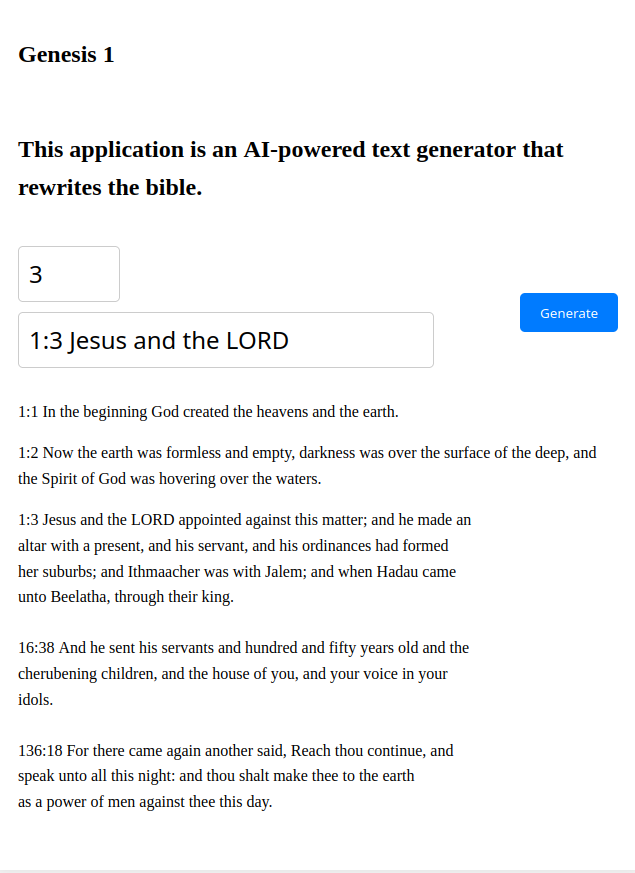 Genesis 1
This application is an AI-powered text generator that
rewrites the bible.
3
Generate
1:3 Jesus and the LORD
1:1 In the beginning God created the heavens and the earth.
1:2 Now the earth was formless and empty, darkness was over the surface of the deep, and
the Spirit of God was hovering over the waters.
1:3 Jesus and the LORD appointed against this matter; and he made an
altar with a present, and his servant, and his ordinances had formed
her suburbs; and Ithmaacher was with Jalem; and when Hadau came
unto Beelatha, through their king.
16:38 And he sent his servants and hundred and fifty years old and the
cherubening children, and the house of you, and your voice in your
idols.
136:18 For there came again another said, Reach thou continue, and
speak unto all this night: and thou shalt make thee to the earth
as a power of men against thee this day.